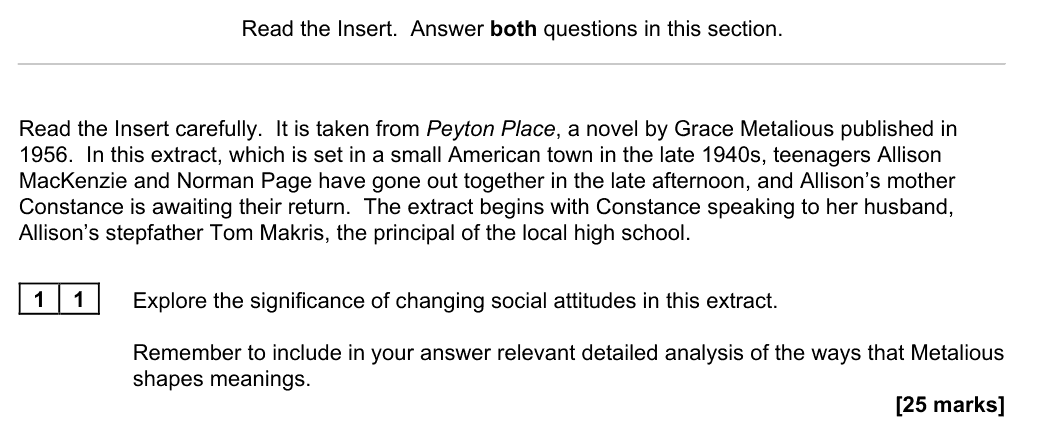 Read the Insert.  Answer both questions in this section.
Read the Insert carefully.  It is taken from Peyton Place, a novel by Grace Metalious published in
1956.  In this extract, which is set in a small American town in the late 1940s, teenagers Allison
MacKenzie and Norman Page have gone out together in the late afternoon, and Allison's mother
Constance is awaiting their return.  The extract begins with Constance speaking to her husband,
Allison's stepfather Tom Makris, the principal of the local high school.
1 1 Explore the significance of changing social attitudes in this extract.
Remember to include in your answer relevant detailed analysis of the ways that Metalious
shapes meanings.
[25 marks]